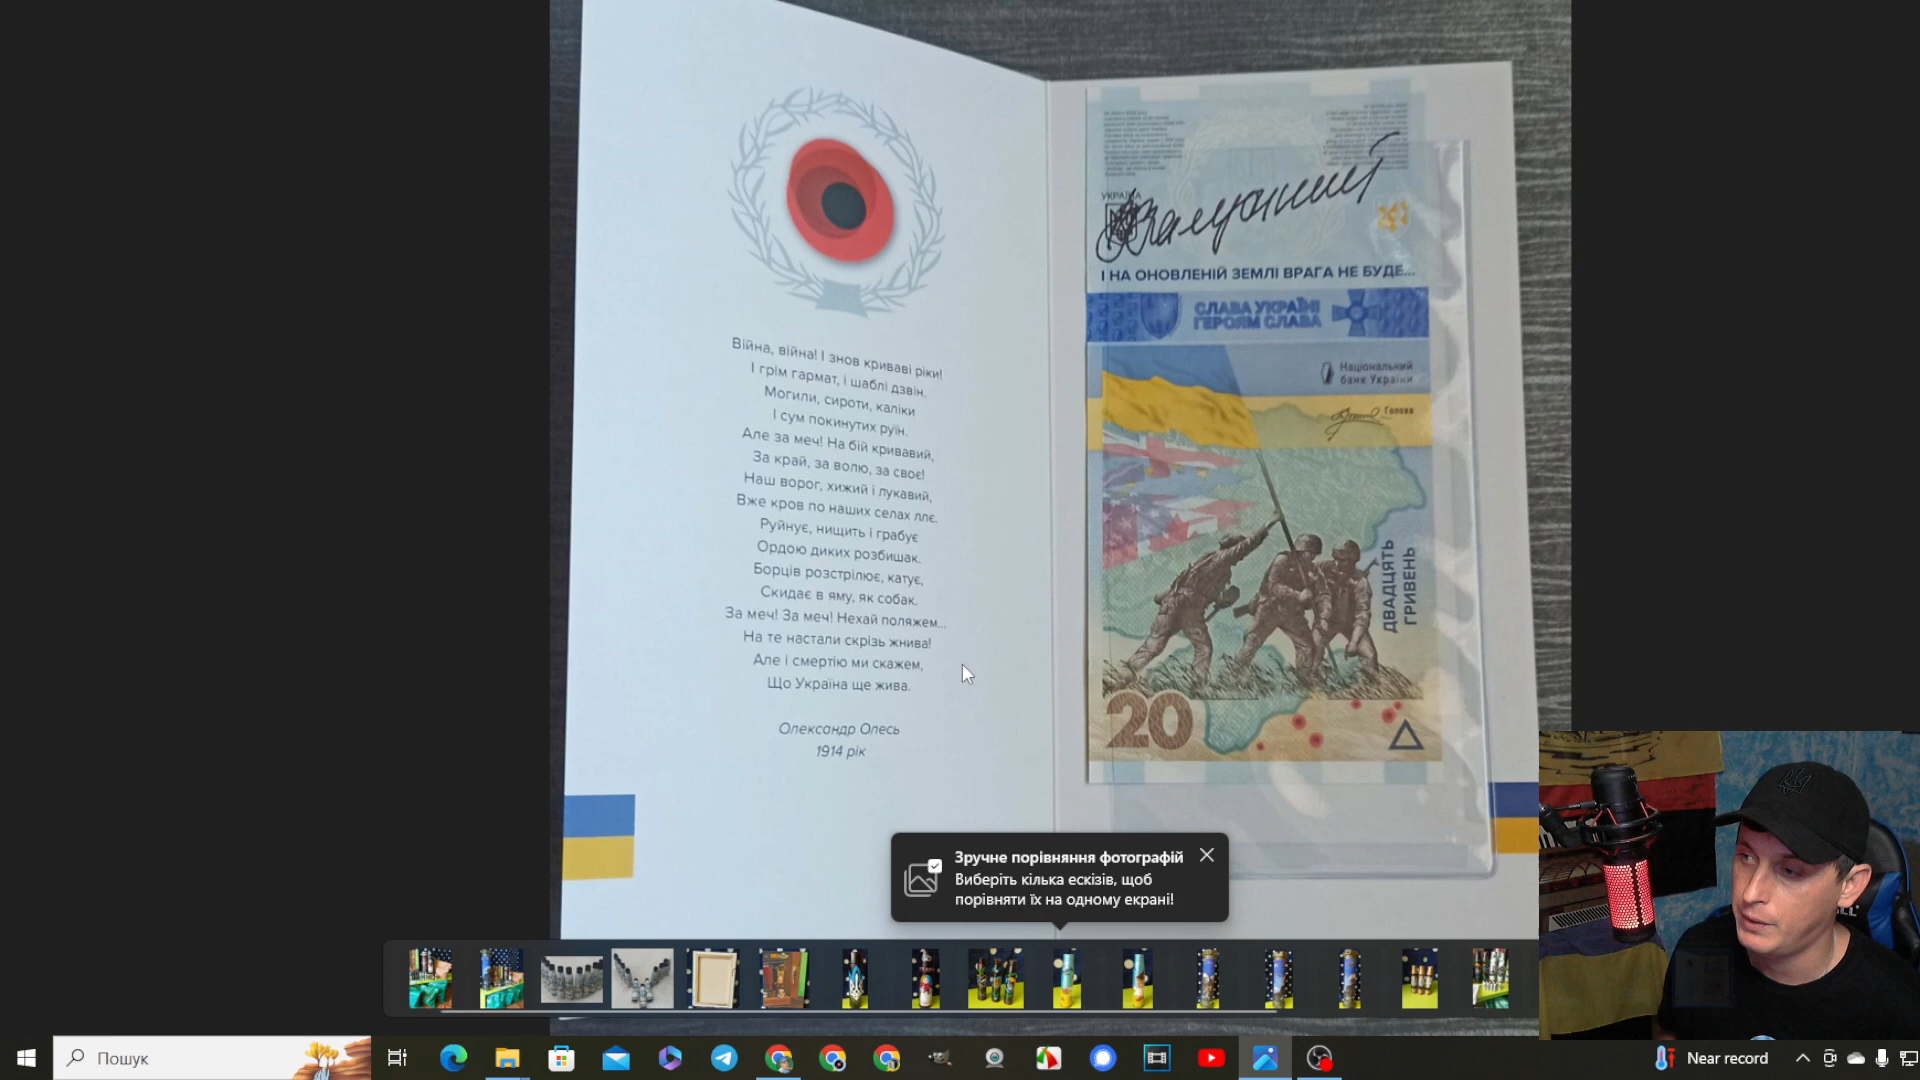 Війна, війна! І знов криваві ріки!
І грім гармат, і шаблі дзвін.
Могили, сироти, каліки
І сум покинутих руїн.
Але за меч! На бій кривавий,
За край, за волю, за своє!
Наш ворог, хижий і лукавий,
Вже кров по наших селах ллє.
Руйнує, нищить і грабує
Ордою диких розбишак.
Борців розстрілює, катує,
Скидає в яму, як собак.
За меч! За меч! Нехай поляжем...
На те настали скрізь жнива!
Але і смертію ми скажем,
Що Україна ще жива.
Олександр Олесь
1914 рік
УКРАЇНА
І НА ОНОВЛЕНІЙ ЗЕМЛІ ВРАГА НЕ БУДЕ...
СЛАВА УКРАЇНІ
ГЕРОЯМ СЛАВА
Національний
банк України
Голова
ДВАДЦЯТЬ
ГРИВЕНЬ
20
Зручне порівняння фотографій
Виберіть кілька ескізів, щоб
порівняти їх на одному екрані!
Пошук
Near record